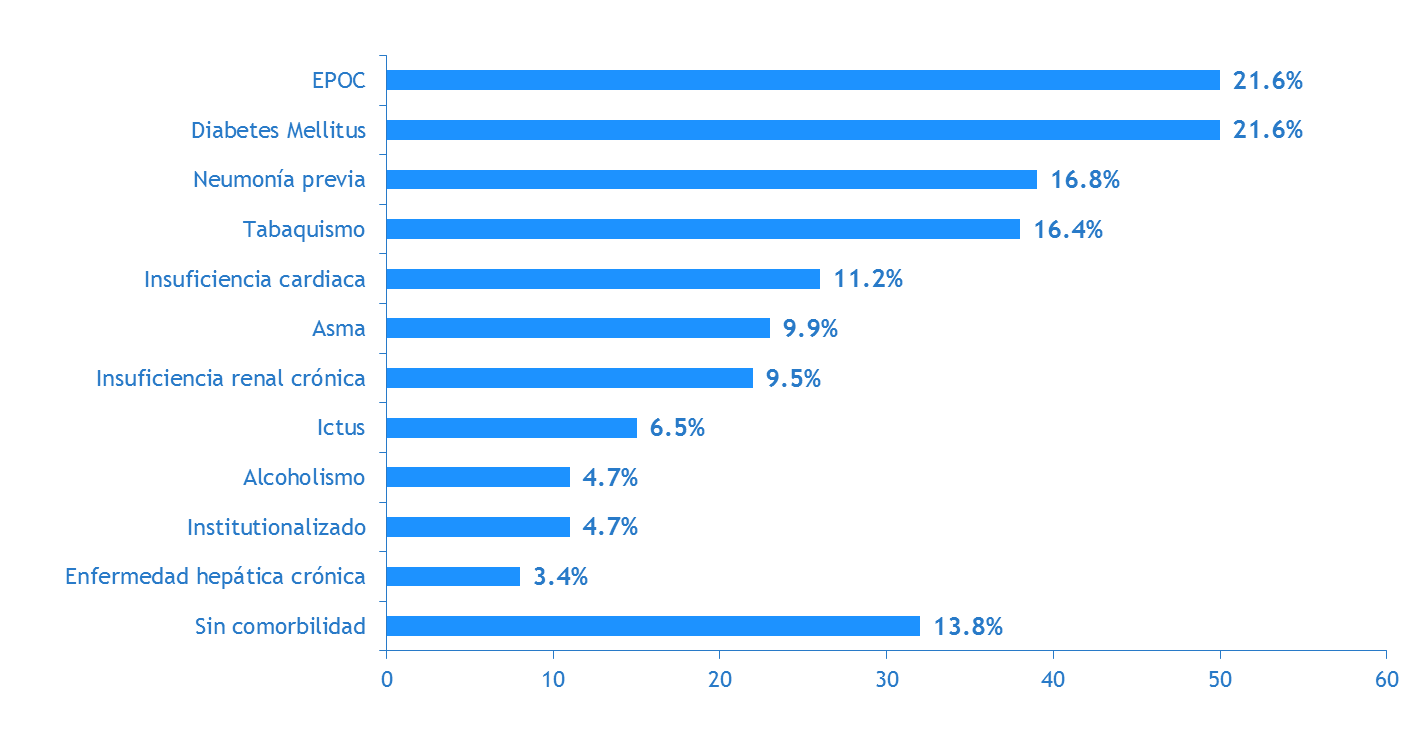 EPOC 21.6%
Diabetes Mellitus 21.6%
Neumonía previa 16.8%
Tabaquismo 16.4%
Insuficiencia cardiaca 11.2%
Asma 9.9%
Insuficiencia renal crónica 9.5%
Ictus 6.5%
Alcoholismo 4.7%
Institutionalizado 4.7%
Enfermedad hepática crónica 3.4%
Sin comorbilidad 13.8%
0 10 20 30 40 50 60